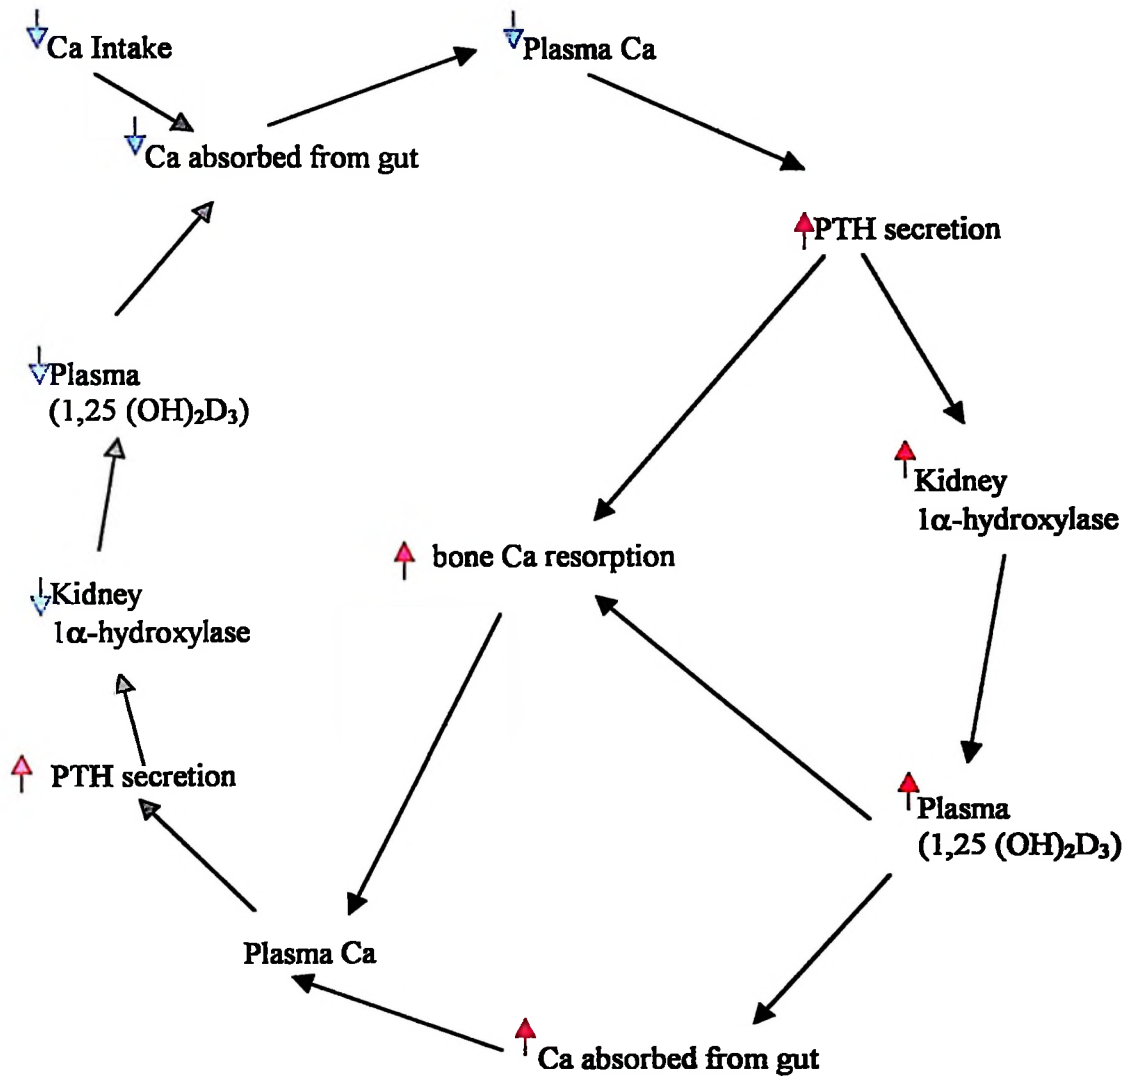 Ca Intake
Plasma Ca
Ca absorbed from gut
PTH secretion
Plasma
(1,25 (OH)₂D₃)
Kidney
1α-hydroxylase
bone Ca resorption
Kidney
1α-hydroxylase
PTH secretion
Plasma
(1,25 (OH)₂D₃)
Plasma Ca
Ca absorbed from gut